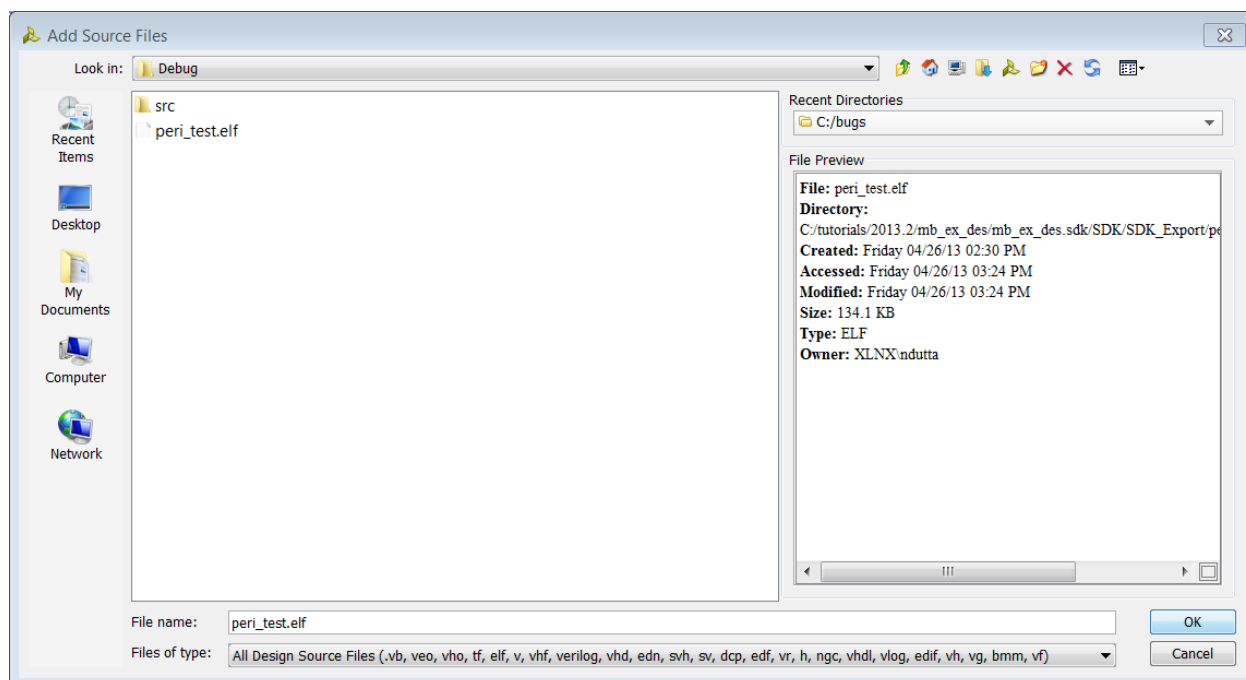 Add Source Files
Look in: Debug
Recent
Items
Desktop
My
Documents
Computer
Network
src
peri_test.elf
Recent Directories
C:/bugs
File Preview
File: peri_test.elf
Directory:
C:/tutorials/2013.2/mb_ex_des/mb_ex_des.sdk/SDK/SDK_Export/pe
Created: Friday 04/26/13 02:30 PM
Accessed: Friday 04/26/13 03:24 PM
Modified: Friday 04/26/13 03:24 PM
Size: 134.1 KB
Type: ELF
Owner: XLNX\ndutta
File name: peri_test.elf
OK
Files of type: All Design Source Files (.vb, veo, vho, tf, elf, v, vhf, verilog, vhd, edn, svh, sv, dcp, edf, vr, h, ngc, vhdl, vlog, edif, vh, vg, bmm, vf)
Cancel